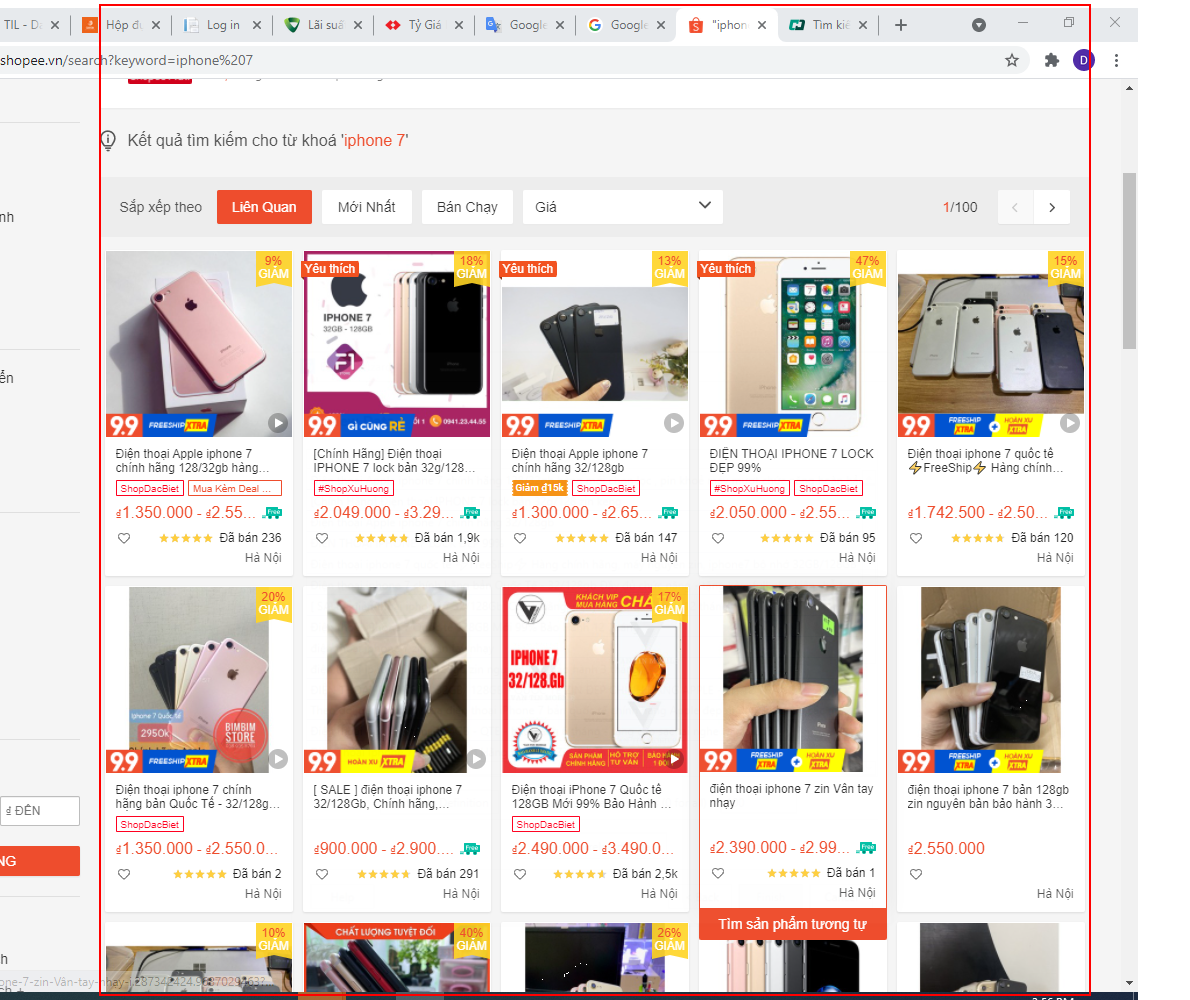 TIL - Da
Hộp dụ
Log in
Lãi suấ
Tỷ Giá
Google
Google
"iphon
Tìm kiế
shopee.vn/search?keyword=iphone%207
D
Kết quả tìm kiếm cho từ khoá 'iphone 7'
nh
Sắp xếp theo
Liên Quan
Mới Nhất
Bán Chạy
Giá
1/100
9% GIẢM
Yêu thích
18% GIẢM
Yêu thích
13% GIẢM
Yêu thích
47% GIẢM
15% GIẢM
IPHONE 7
32GB - 128GB
F1
9.9 FREESHIP XTRA
9.9 GÌ CŨNG RẺ
0941.23.44.55
9.9 FREESHIP XTRA
9.9 FREESHIP XTRA
9.9 FREESHIP XTRA + HOÀN XU XTRA
Điện thoại Apple iphone 7
chính hãng 128/32gb hàng...
ShopDacBiet
Mua Kèm Deal ...
₫1.350.000 - ₫2.55...
Free
Đã bán 236
Hà Nội
[Chính Hãng] Điện thoại
IPHONE 7 lock bản 32g/128...
#ShopXuHuong
₫2.049.000 - ₫3.29...
Free
Đã bán 1,9k
Hà Nội
Điện thoại Apple iphone 7
chính hãng 32/128gb
Giảm ₫15k
ShopDacBiet
₫1.300.000 - ₫2.65...
Free
Đã bán 147
Hà Nội
ĐIỆN THOẠI IPHONE 7 LOCK
ĐẸP 99%
#ShopXuHuong
ShopDacBiet
₫2.050.000 - ₫2.55...
Free
Đã bán 95
Hà Nội
Điện thoại iphone 7 quốc tế
⚡FreeShip⚡ Hàng chính...
₫1.742.500 - ₫2.50...
Free
Đã bán 120
Hà Nội
ển
20% GIẢM
17% GIẢM
Iphone 7 Quốc tế
2950k
BIMBIM
STORE
KHÁCH VIP
MUA HÀNG
IPHONE 7
32/128.Gb
SẢN PHẨM
CHÍNH HÃNG
HỖ TRỢ
TƯ VẤN
9.9 FREESHIP XTRA
9.9 HOÀN XU XTRA
9.9 FREESHIP XTRA + HOÀN XU XTRA
9.9 FREESHIP XTRA + HOÀN XU XTRA
Điện thoại iphone 7 chính
hãng bản Quốc Tế - 32/128g...
ShopDacBiet
₫1.350.000 - ₫2.550.0...
Đã bán 2
Hà Nội
[ SALE ] điện thoại iphone 7
32/128Gb, Chính hãng,...
₫900.000 - ₫2.900....
Free
Đã bán 291
Hà Nội
Điện thoại iPhone 7 Quốc tế
128GB Mới 99% Bảo Hành ...
ShopDacBiet
₫2.490.000 - ₫3.490.0...
Đã bán 2,5k
Hà Nội
điện thoại iphone 7 zin Vân tay
nhạy
₫2.390.000 - ₫2.99...
Free
Đã bán 1
Hà Nội
Tìm sản phẩm tương tự
điện thoại iphone 7 bản 128gb
zin nguyên bản bảo hành 3...
₫2.550.000
Hà Nội
₫ ĐẾN
NG
10% GIẢM
CHẤT LƯỢNG TUYỆT ĐỐI
40% GIẢM
26% GIẢM